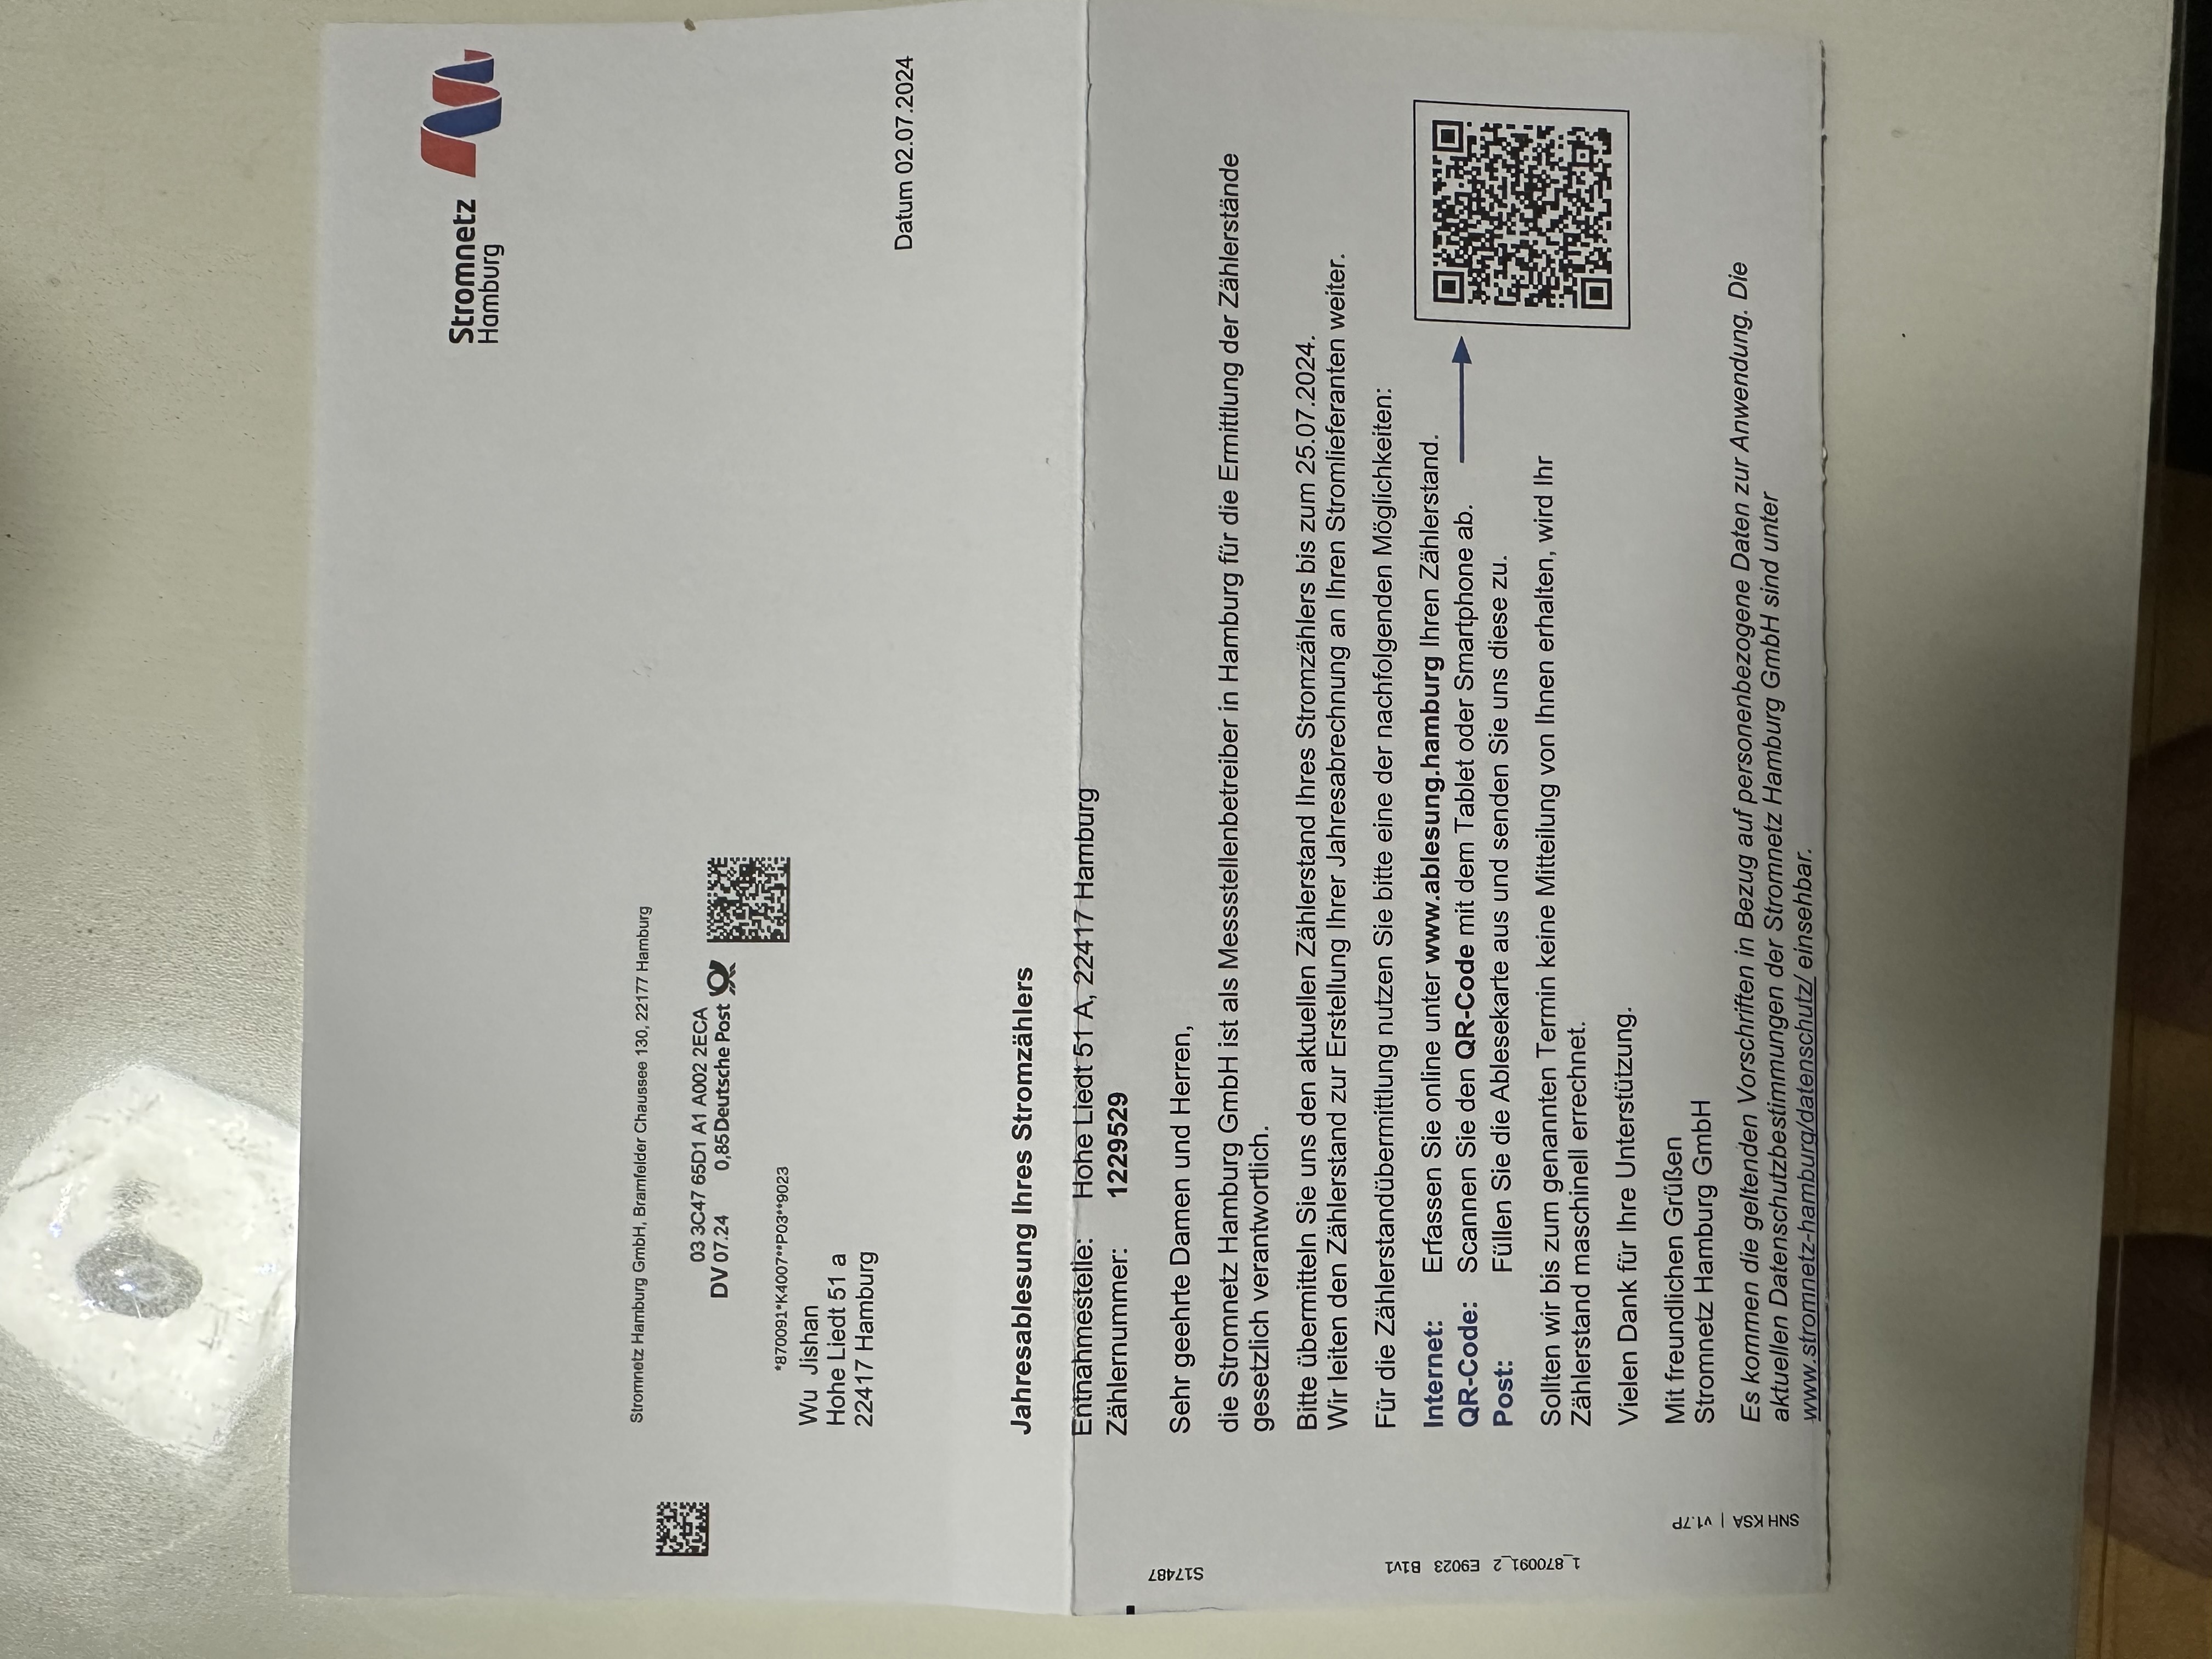 Stromnetz
Hamburg
Stromnetz Hamburg GmbH, Bramfelder Chaussee 130, 22177 Hamburg
03 3C47 65D1 A1 A002 2ECA
DV 07.24 0,85 Deutsche Post
*870091*K4007**P03**9023
Wu Jishan
Hohe Liedt 51 a
22417 Hamburg
Datum 02.07.2024
Jahresablesung Ihres Stromzählers
Entnahmestelle: Hohe Liedt 51 A, 22417 Hamburg
Zählernummer: 1229529
Sehr geehrte Damen und Herren,
die Stromnetz Hamburg GmbH ist als Messstellenbetreiber in Hamburg für die Ermittlung der Zählerstände
gesetzlich verantwortlich.
Bitte übermitteln Sie uns den aktuellen Zählerstand Ihres Stromzählers bis zum 25.07.2024.
Wir leiten den Zählerstand zur Erstellung Ihrer Jahresabrechnung an Ihren Stromlieferanten weiter.
Für die Zählerstandübermittlung nutzen Sie bitte eine der nachfolgenden Möglichkeiten:
Internet: Erfassen Sie online unter www.ablesung.hamburg Ihren Zählerstand.
QR-Code: Scannen Sie den QR-Code mit dem Tablet oder Smartphone ab.
Post: Füllen Sie die Ablesekarte aus und senden Sie uns diese zu.
Sollten wir bis zum genannten Termin keine Mitteilung von Ihnen erhalten, wird Ihr
Zählerstand maschinell errechnet.
Vielen Dank für Ihre Unterstützung.
Mit freundlichen Grüßen
Stromnetz Hamburg GmbH
Es kommen die geltenden Vorschriften in Bezug auf personenbezogene Daten zur Anwendung. Die
aktuellen Datenschutzbestimmungen der Stromnetz Hamburg GmbH sind unter
www.stromnetz-hamburg/datenschutz/ einsehbar.
S17487
1_870091_2 E9023 B1v1
SNH KSA | v1.7P